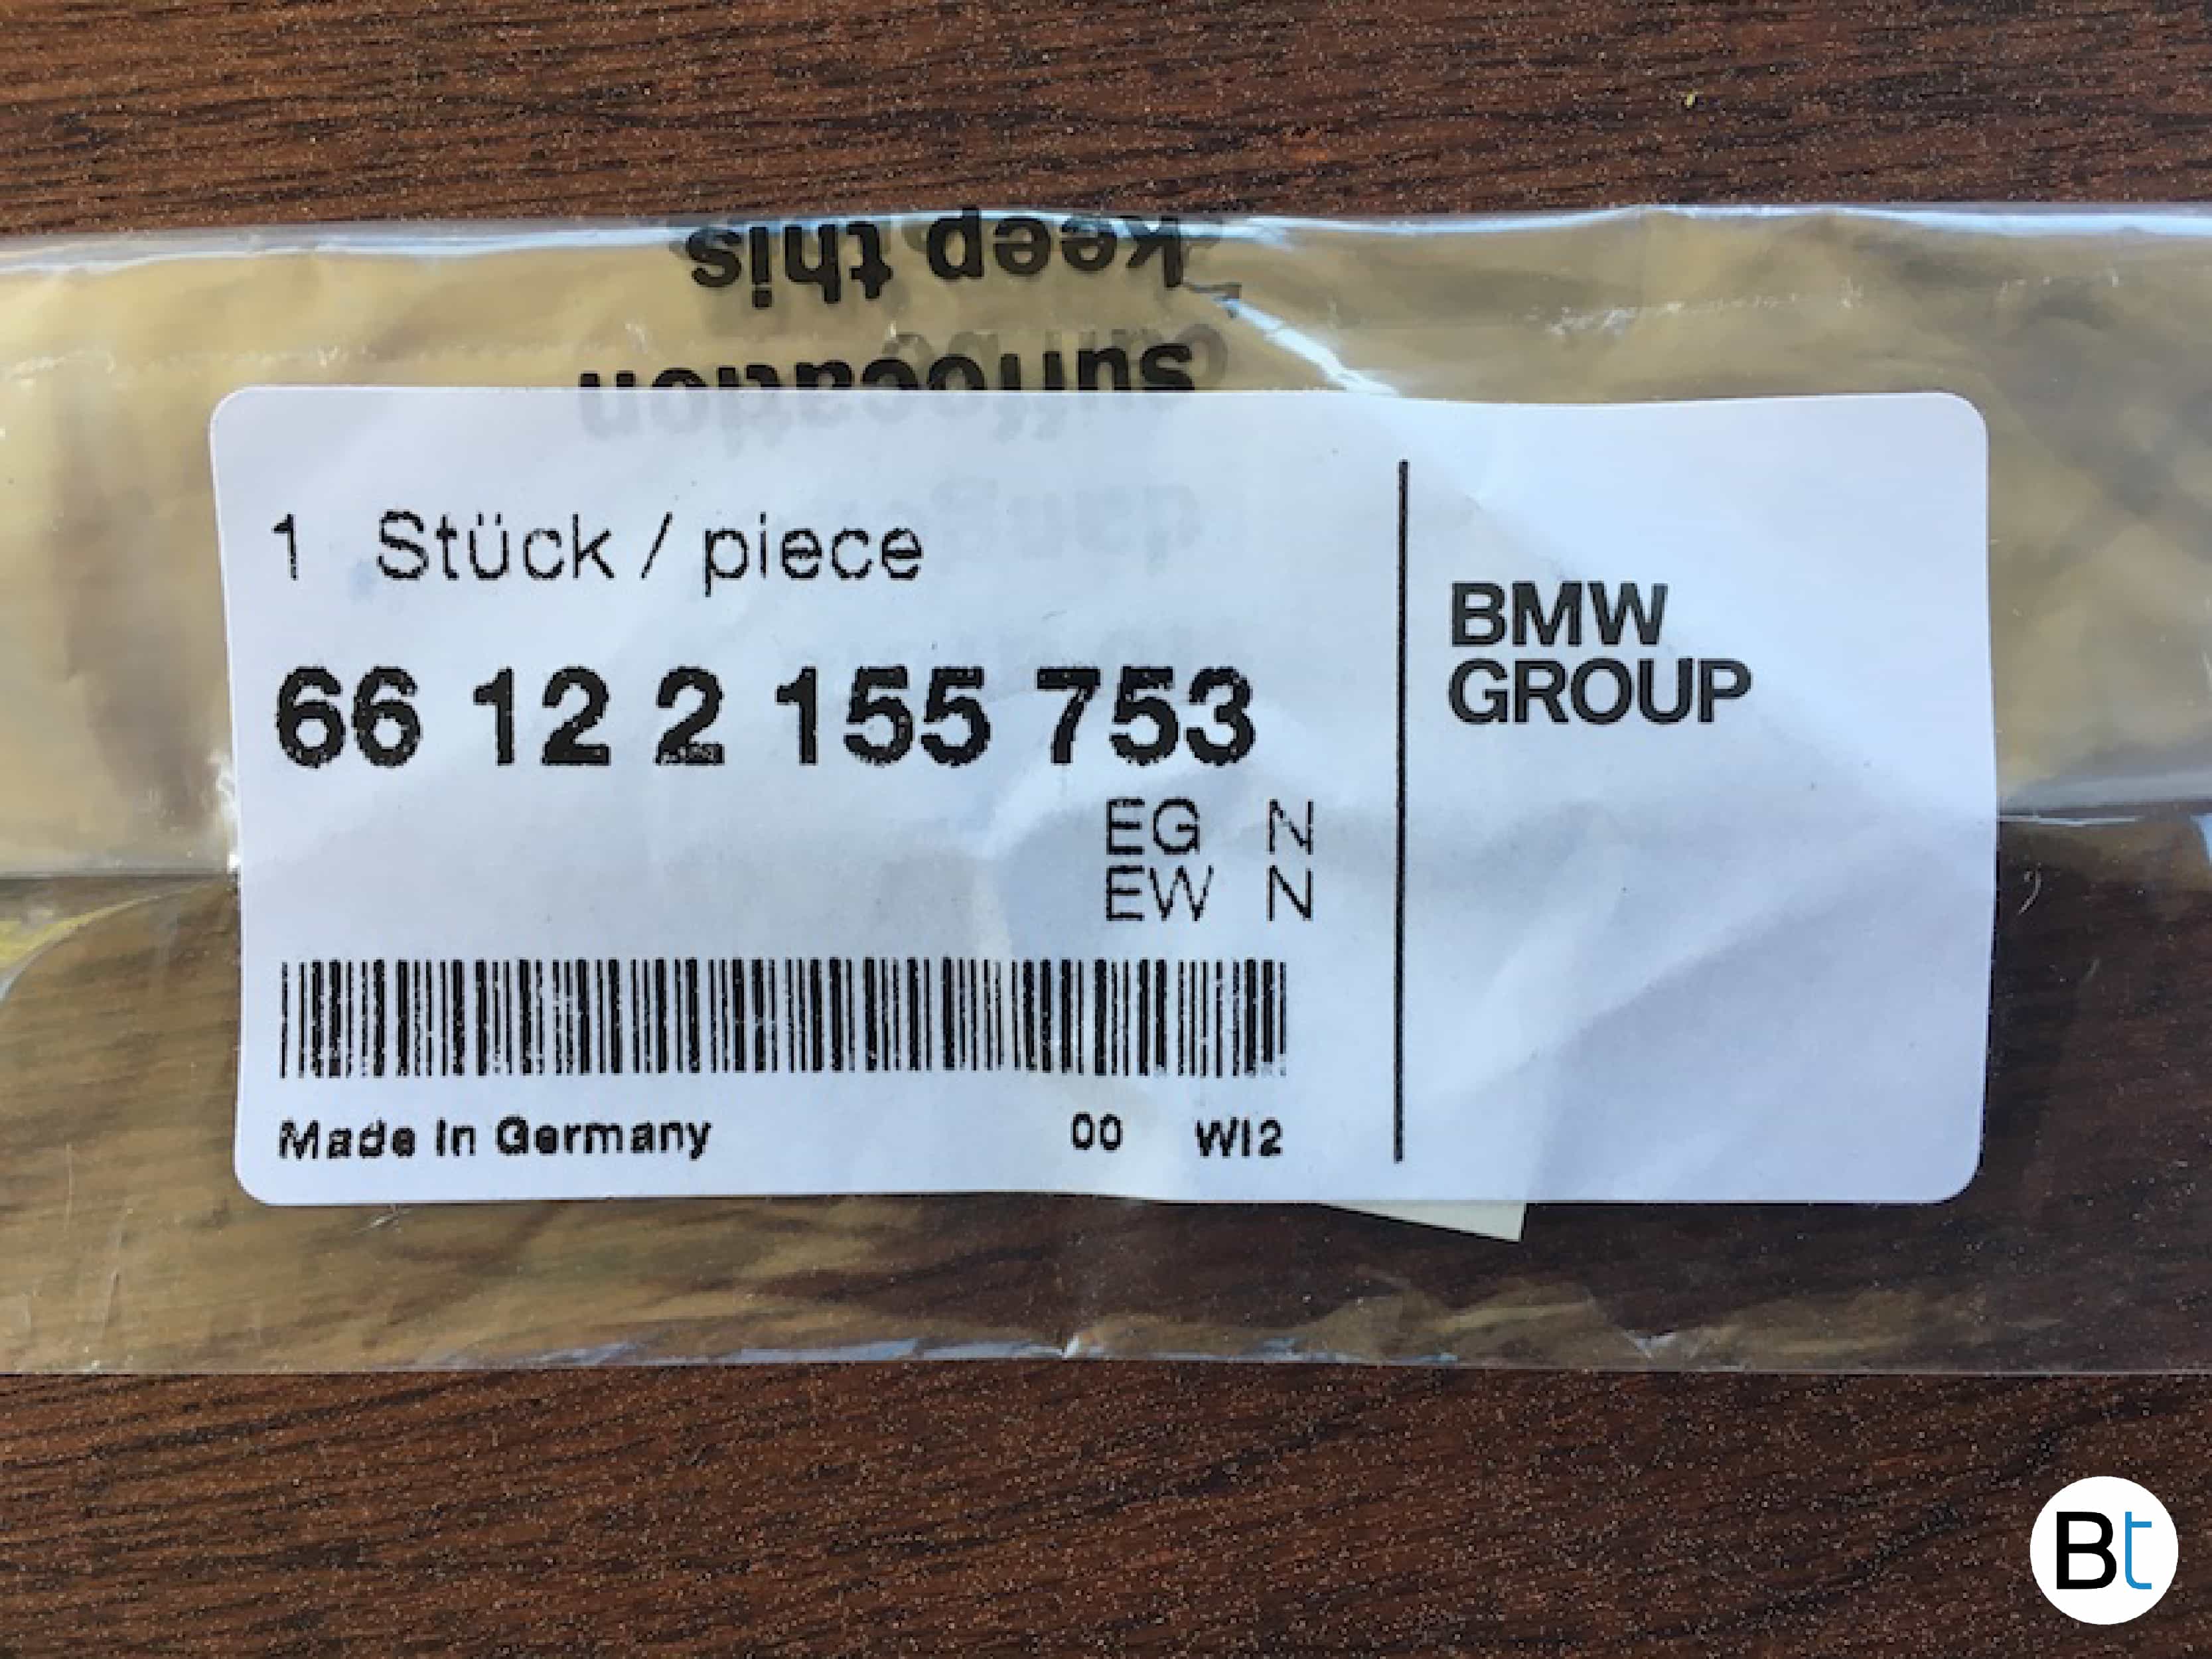 keep this
suffocation
danger
1 Stück / piece
66 12 2 155 753
EG N
EW N
BMW
GROUP
Made In Germany 00 WI2
Bt